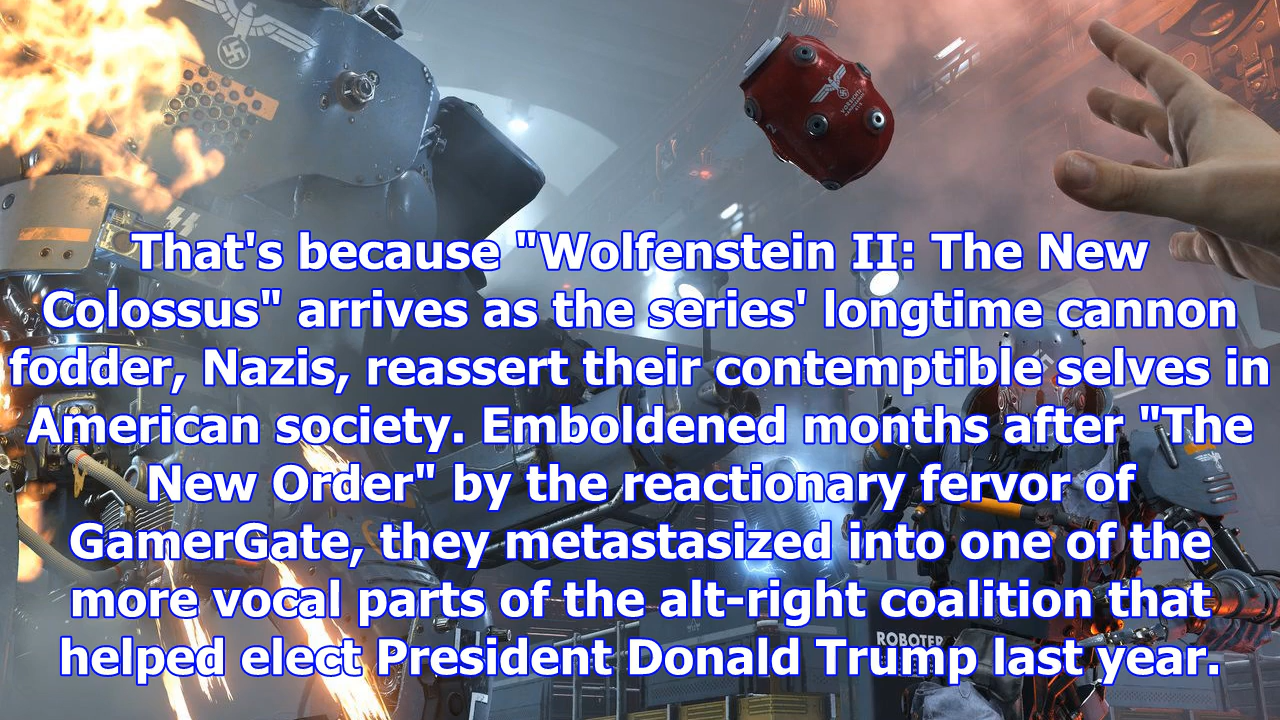 That's because "Wolfenstein II: The New
Colossus" arrives as the series' longtime cannon
fodder, Nazis, reassert their contemptible selves in
American society. Emboldened months after "The
New Order" by the reactionary fervor of
GamerGate, they metastasized into one of the
more vocal parts of the alt-right coalition that
helped elect President Donald Trump last year.
ROBOTER